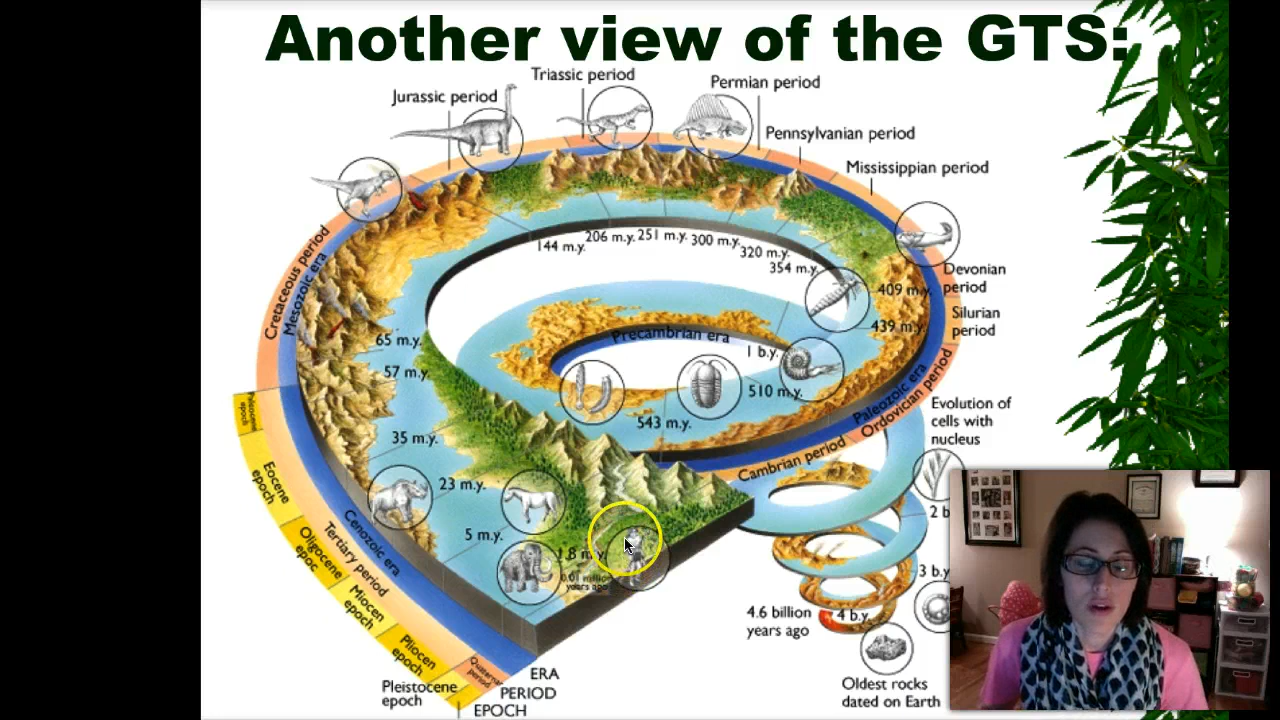 Another view of the GTS:
Triassic period
Permian period
Jurassic period
Pennsylvanian period
Mississippian period
Devonian
period
Silurian
period
Ordovician period
Paleozoic era
Cambrian period
Cretaceous period
Mesozoic era
144 m.y.
206 m.y.
251 m.y.
300 m.y.
320 m.y.
354 m.y.
409 m.y.
439 m.y.
510 m.y.
543 m.y.
1 b.y.
Precambrian era
65 m.y.
57 m.y.
35 m.y.
23 m.y.
5 m.y.
1.8 m.y.
0.01 million
years ago
Evolution of
cells with
nucleus
2 b
3 b.y
4 b.y.
4.6 billion
years ago
Oldest rocks
dated on Earth
Cenozoic era
Tertiary period
epoch
Eocene
epoch
Oligocene
epoc
Miocen
epoch
Pliocen
epoch
period
Pleistocene
epoch
ERA
PERIOD
EPOCH